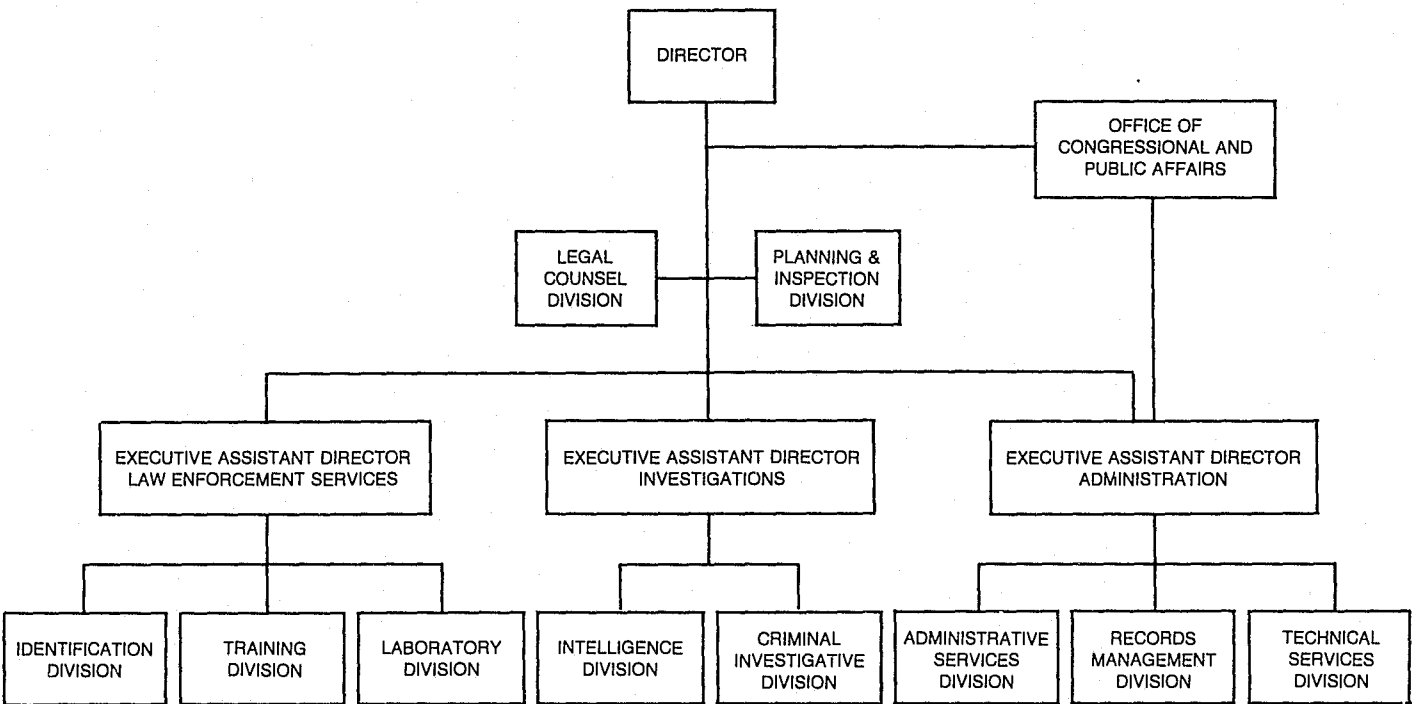 DIRECTOR
OFFICE OF
CONGRESSIONAL AND
PUBLIC AFFAIRS
LEGAL
COUNSEL
DIVISION
PLANNING &
INSPECTION
DIVISION
EXECUTIVE ASSISTANT DIRECTOR
LAW ENFORCEMENT SERVICES
EXECUTIVE ASSISTANT DIRECTOR
INVESTIGATIONS
EXECUTIVE ASSISTANT DIRECTOR
ADMINISTRATION
IDENTIFICATION
DIVISION
TRAINING
DIVISION
LABORATORY
DIVISION
INTELLIGENCE
DIVISION
CRIMINAL
INVESTIGATIVE
DIVISION
ADMINISTRATIVE
SERVICES
DIVISION
RECORDS
MANAGEMENT
DIVISION
TECHNICAL
SERVICES
DIVISION